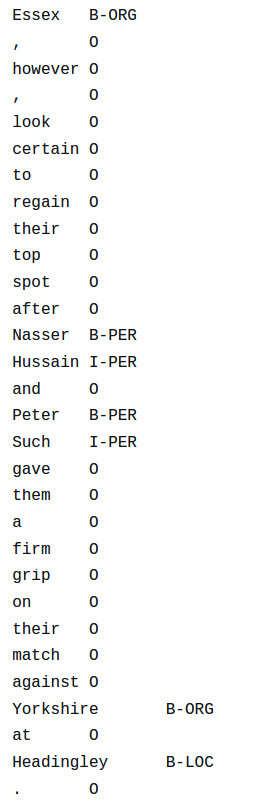 Essex B-ORG
, O
however O
, O
look O
certain O
to O
regain O
their O
top O
spot O
after O
Nasser B-PER
Hussain I-PER
and O
Peter B-PER
Such I-PER
gave O
them O
a O
firm O
grip O
on O
their O
match O
against O
Yorkshire B-ORG
at O
Headingley B-LOC
. O